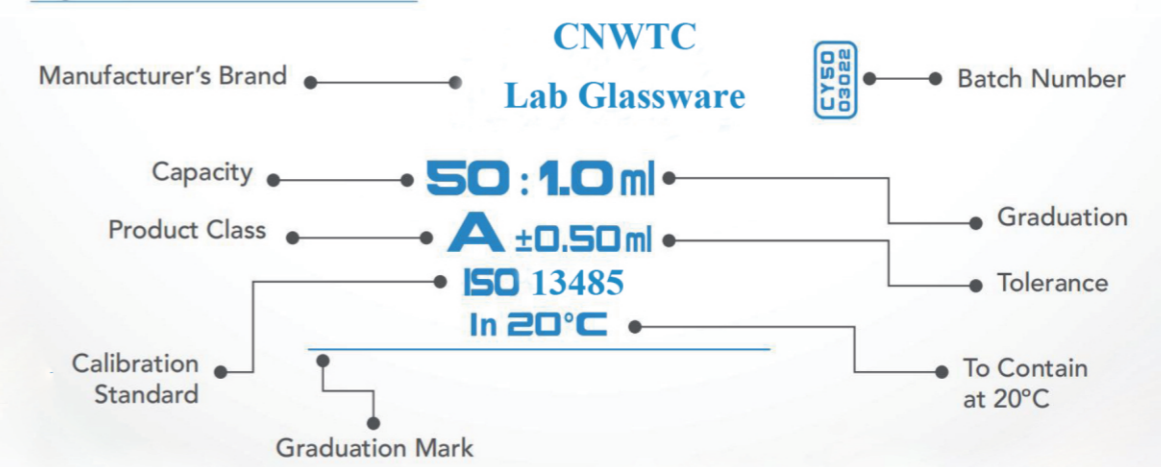 CNWTC
Manufacturer's Brand
Lab Glassware
CY50
03022
Batch Number
Capacity
50 : 1.0 ml
Graduation
Product Class
A ±0.50 ml
Tolerance
ISO 13485
In 20°C
Calibration
Standard
To Contain
at 20°C
Graduation Mark